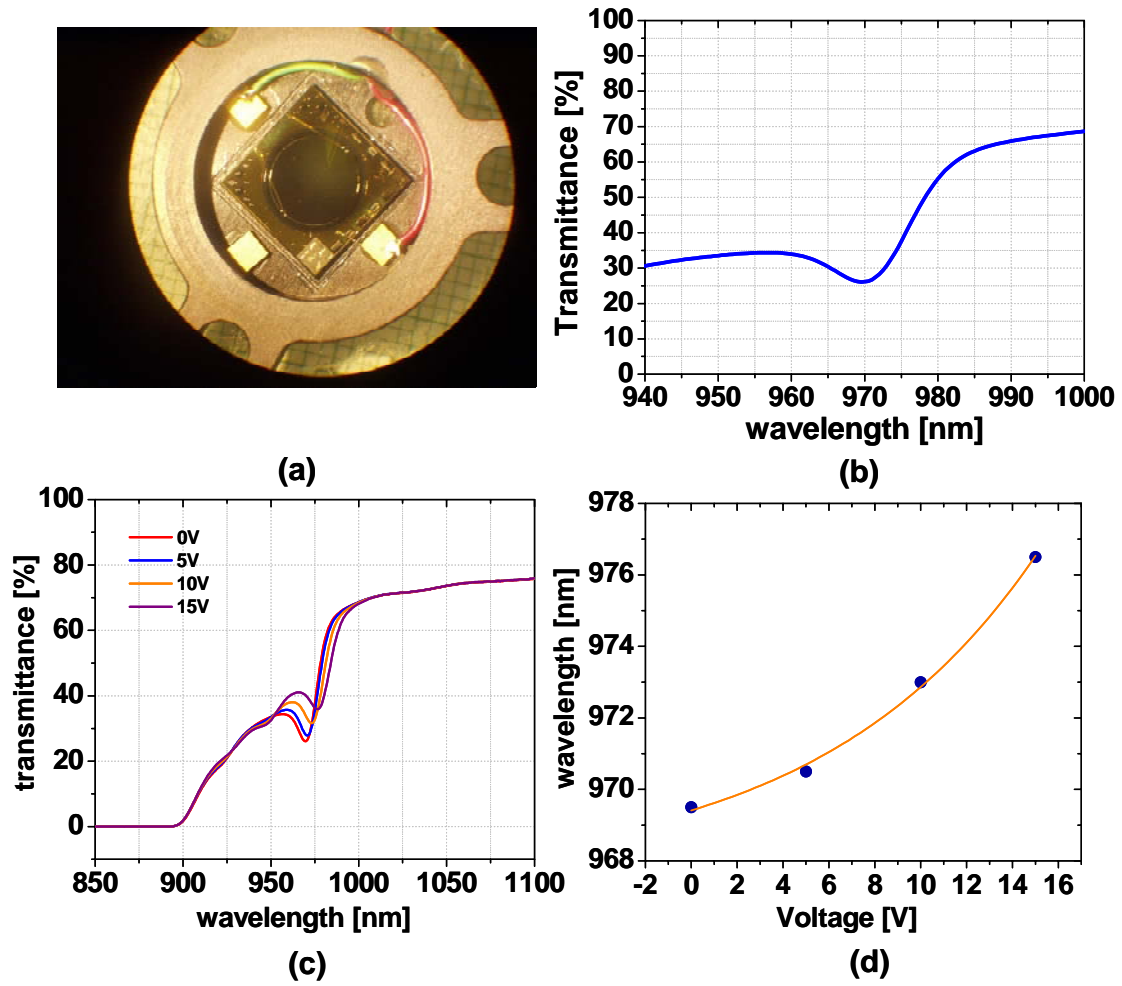 100
90
80
70
60
50
40
30
20
10
0
Transmittance [%]
940 950 960 970 980 990 1000
wavelength [nm]
(a)
(b)
100
80
60
40
20
0
transmittance [%]
0V
5V
10V
15V
850 900 950 1000 1050 1100
wavelength [nm]
(c)
978
976
974
972
970
968
wavelength [nm]
-2 0 2 4 6 8 10 12 14 16
Voltage [V]
(d)